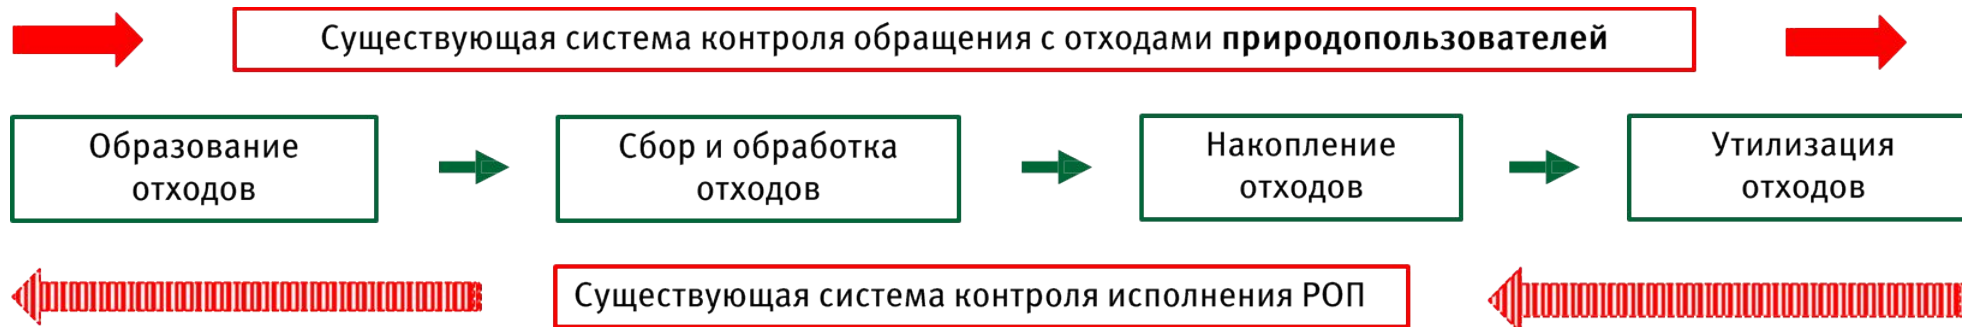 Существующая система контроля обращения с отходами природопользователей
Образование
отходов
Сбор и обработка
отходов
Накопление
отходов
Утилизация
отходов
Существующая система контроля исполнения РОП